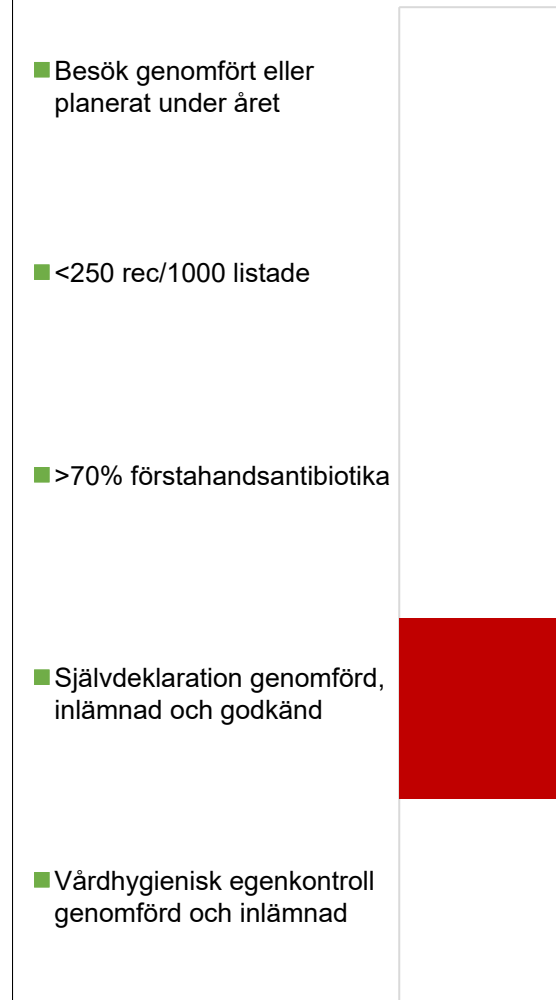 Besök genomfört eller
planerat under året
<250 rec/1000 listade
>70% förstahandsantibiotika
Självdeklaration genomförd,
inlämnad och godkänd
Vårdhygienisk egenkontroll
genomförd och inlämnad